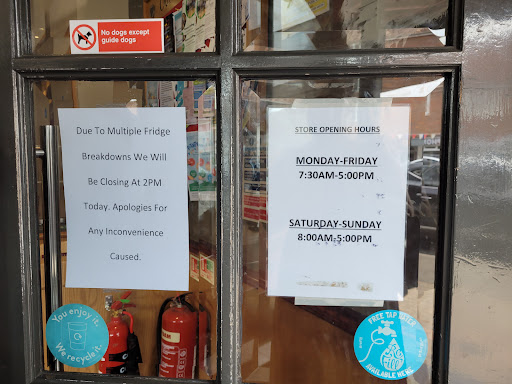 No dogs except
guide dogs
Due To Multiple Fridge
Breakdowns We Will
Be Closing At 2PM
Today. Apologies For
Any Inconvenience
Caused.
STORE OPENING HOURS
MONDAY-FRIDAY
7:30AM-5:00PM
SATURDAY-SUNDAY
8:00AM-5:00PM
You enjoy it.
We recycle it.
FREE TAP WATER
AVAILABLE HERE